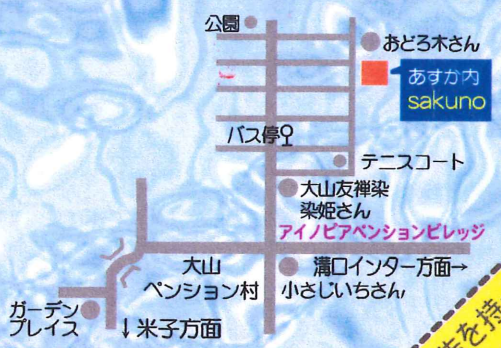 公園
おどろ木さん
あすか内
sakuno
バス停
テニスコート
大山友禅染
染姫さん
アイノピアペンションビレッジ
大山
ペンション村
溝口インター方面→
小さじいちさん
ガーデン
プレイス
↓米子方面
を持